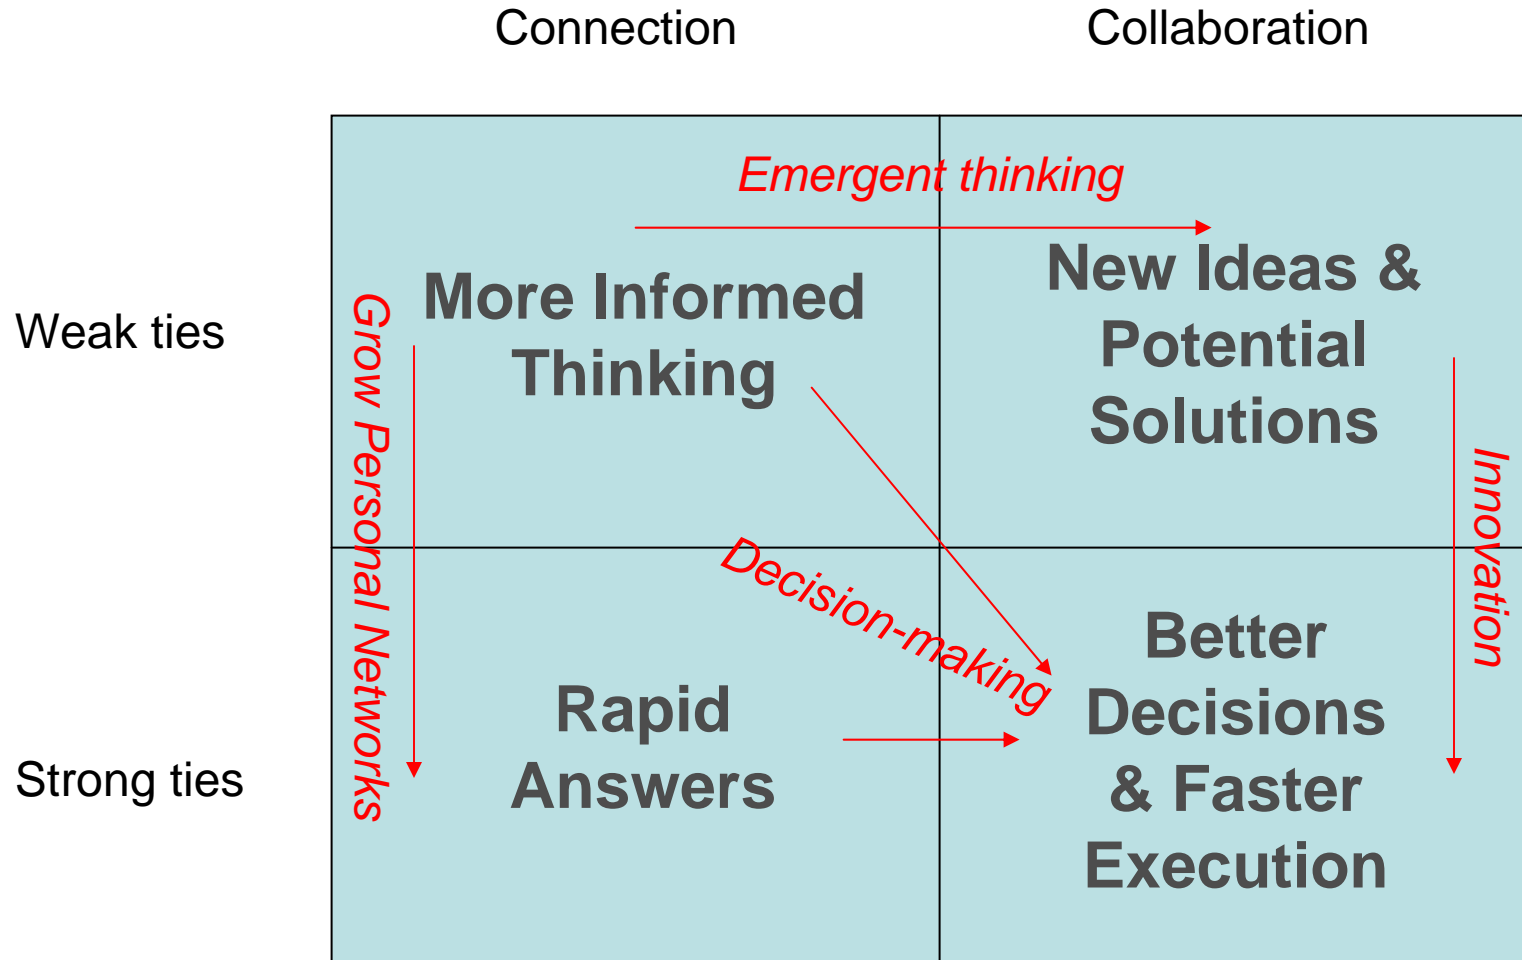 Connection
Collaboration
Emergent thinking
Weak ties
Grow Personal Networks
More Informed
Thinking
New Ideas &
Potential
Solutions
Innovation
Decision-making
Strong ties
Rapid
Answers
Better
Decisions
& Faster
Execution